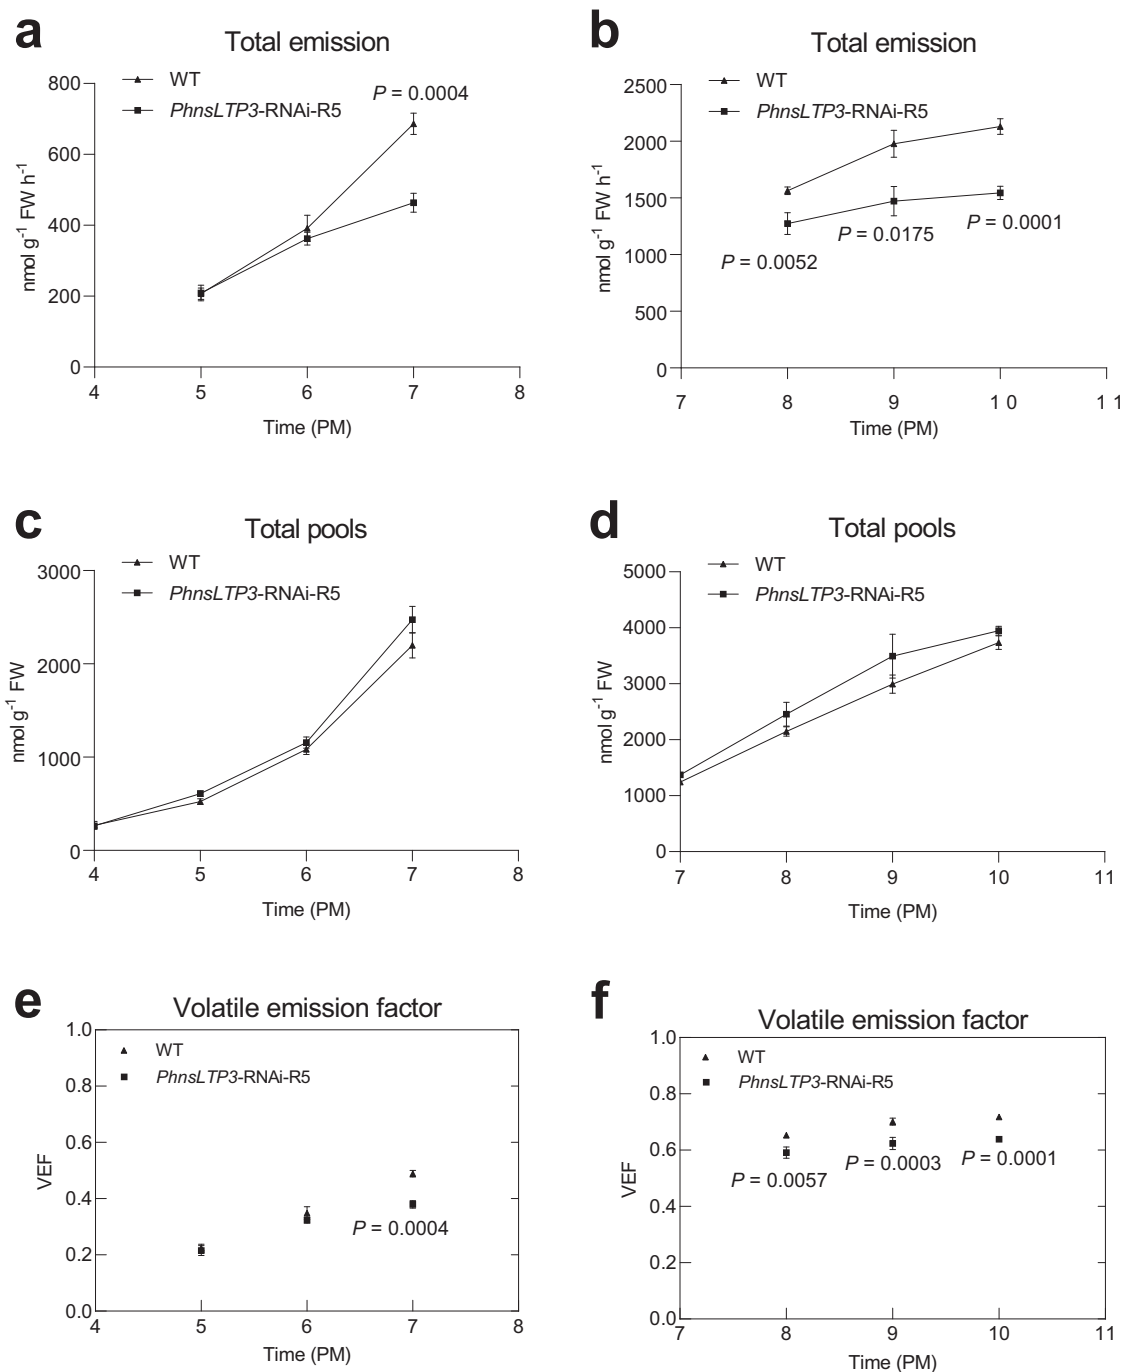 a
Total emission
WT
PhnsLTP3-RNAi-R5
P = 0.0004
800
600
400
200
0
nmol g⁻¹ FW h⁻¹
4 5 6 7 8
Time (PM)
b
Total emission
WT
PhnsLTP3-RNAi-R5
2500
2000
1500
1000
500
0
nmol g⁻¹ FW h⁻¹
P = 0.0052
P = 0.0175
P = 0.0001
7 8 9 1 0 1 1
Time (PM)
c
Total pools
WT
PhnsLTP3-RNAi-R5
3000
2000
1000
0
nmol g⁻¹ FW
4 5 6 7 8
Time (PM)
d
Total pools
WT
PhnsLTP3-RNAi-R5
5000
4000
3000
2000
1000
0
nmol g⁻¹ FW
7 8 9 10 11
Time (PM)
e
Volatile emission factor
WT
PhnsLTP3-RNAi-R5
1.0
0.8
0.6
0.4
0.2
0.0
VEF
P = 0.0004
4 5 6 7 8
Time (PM)
f
Volatile emission factor
WT
PhnsLTP3-RNAi-R5
1.0
0.8
0.6
0.4
0.2
0.0
VEF
P = 0.0057
P = 0.0003
P = 0.0001
7 8 9 10 11
Time (PM)